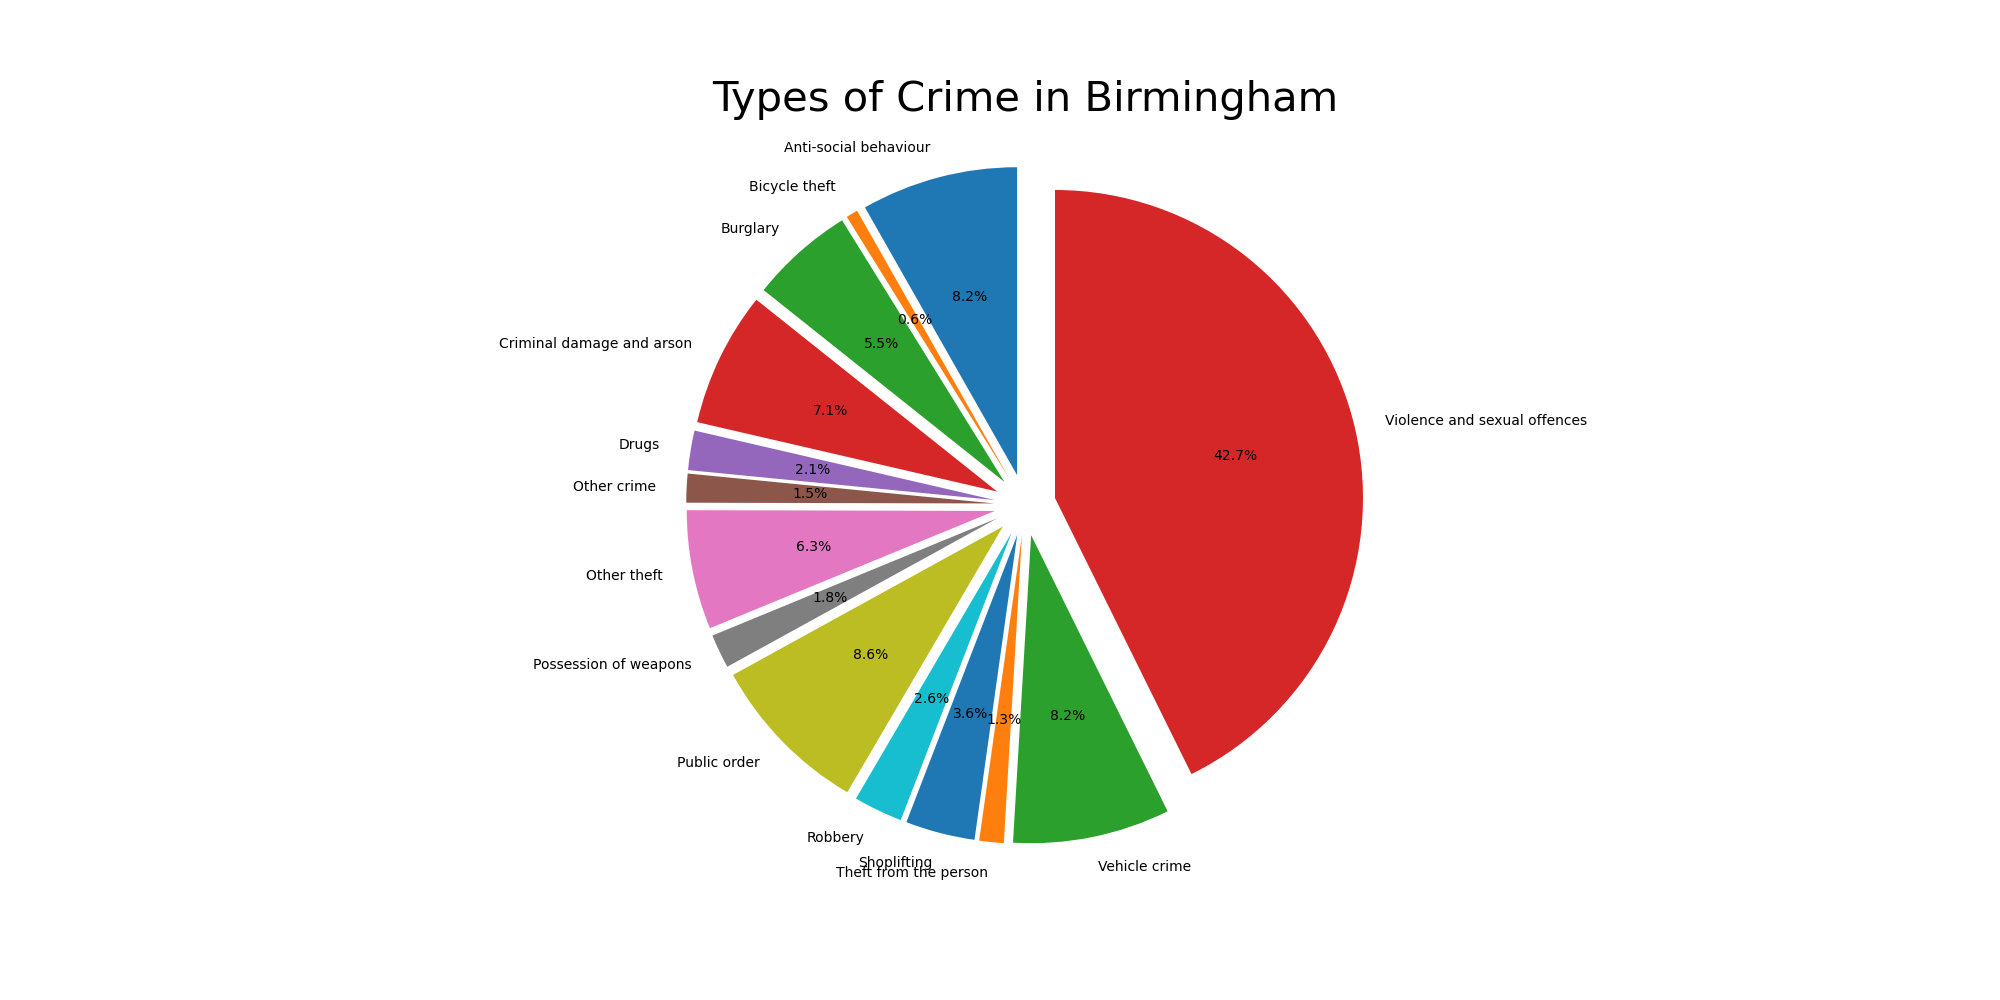 Types of Crime in Birmingham
Anti-social behaviour
8.2%
Bicycle theft
0.6%
Burglary
5.5%
Criminal damage and arson
7.1%
Drugs
2.1%
Other crime
1.5%
Other theft
6.3%
Possession of weapons
1.8%
Public order
8.6%
Robbery
2.6%
Shoplifting
3.6%
Theft from the person
1.3%
Vehicle crime
8.2%
Violence and sexual offences
42.7%